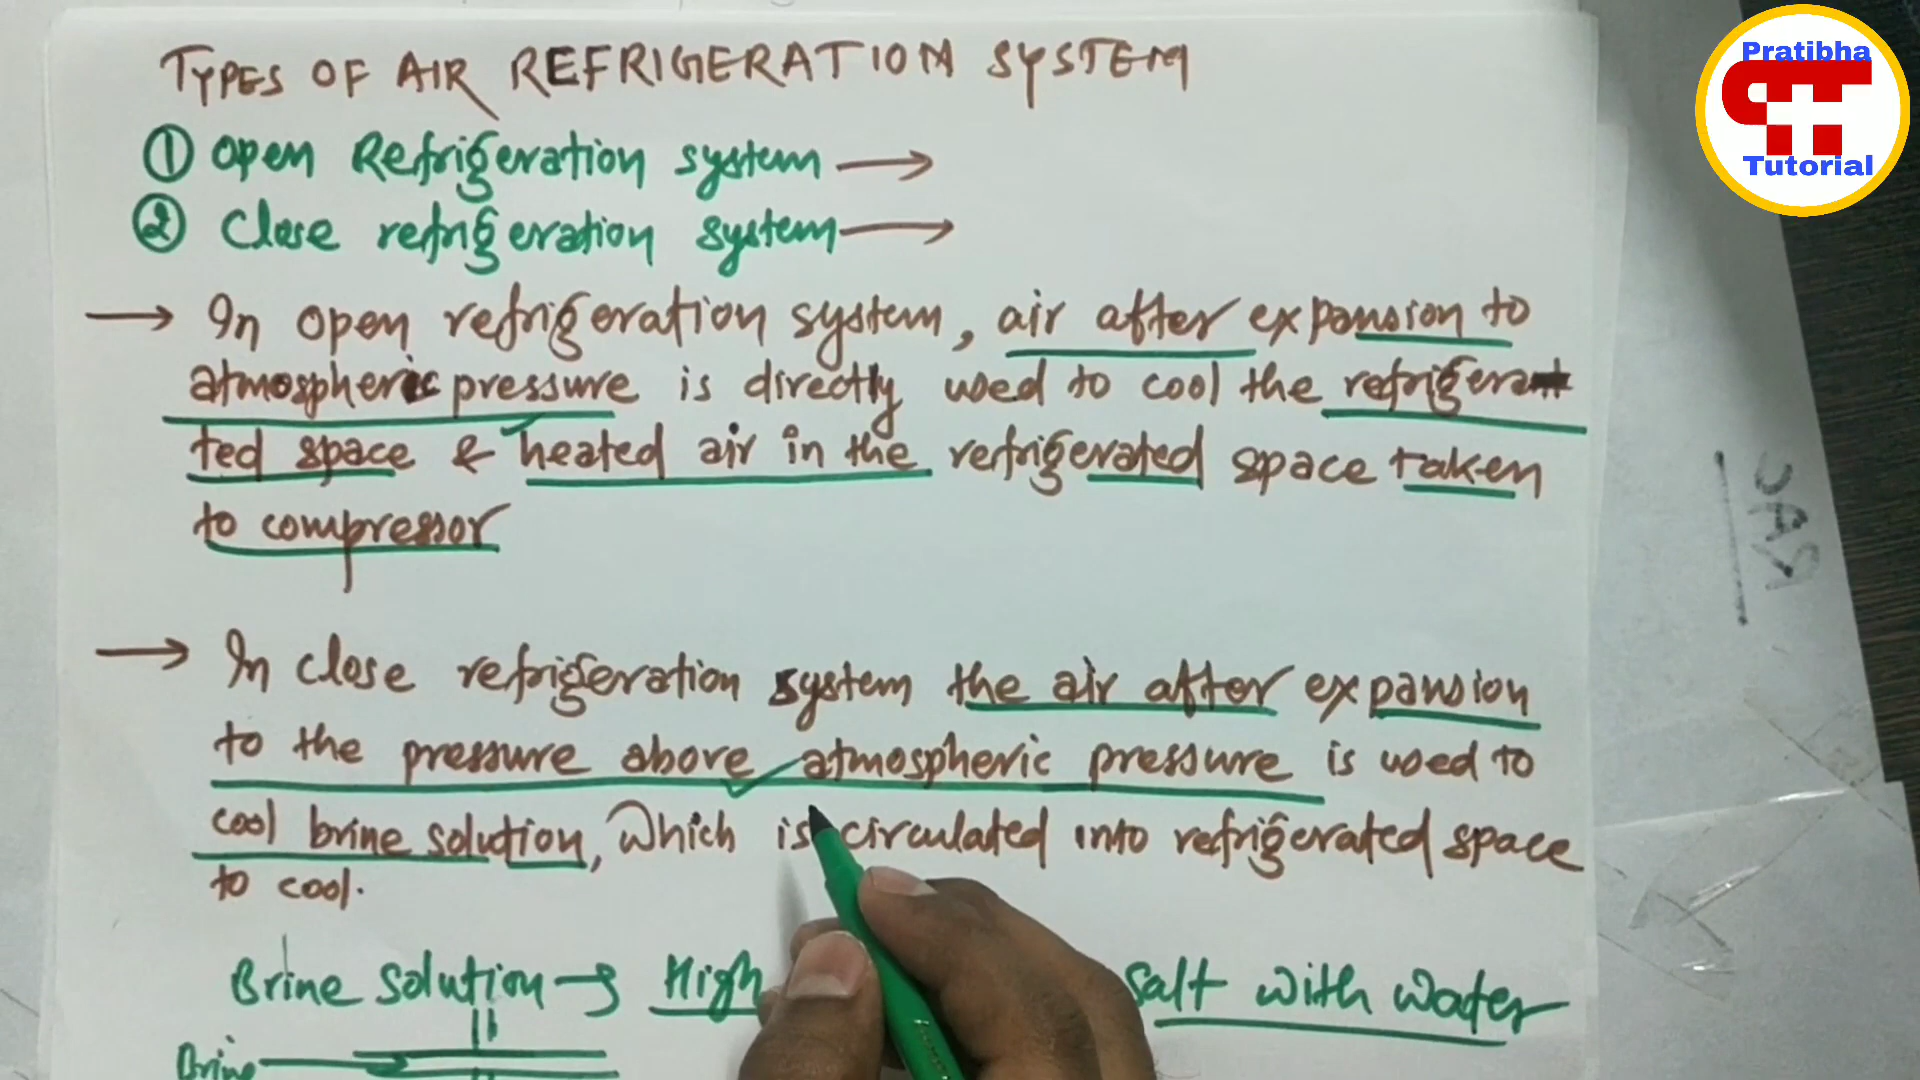 TYPES OF AIR REFRIGERATION SYSTEM
① Open Refrigeration system →
② Close refrigeration system →
→ In open refrigeration system, air after expansion to
atmospheric pressure is directly used to cool the refrigera
ted space & heated air in the refrigerated space taken
to compressor
→ In close refrigeration system the air after expansion
to the pressure above atmospheric pressure is used to
cool brine solution, Which is circulated into refrigerated space
to cool.
Brine solution → High salt with water
Brine
Pratibha
Tutorial
RAC